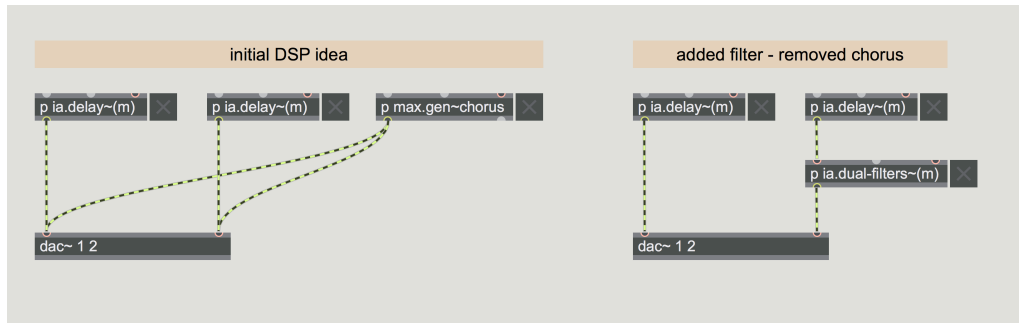 initial DSP idea
p ia.delay~(m) p ia.delay~(m) p max.gen~chorus
dac~ 1 2
added filter - removed chorus
p ia.delay~(m) p ia.delay~(m)
p ia.dual-filters~(m)
dac~ 1 2